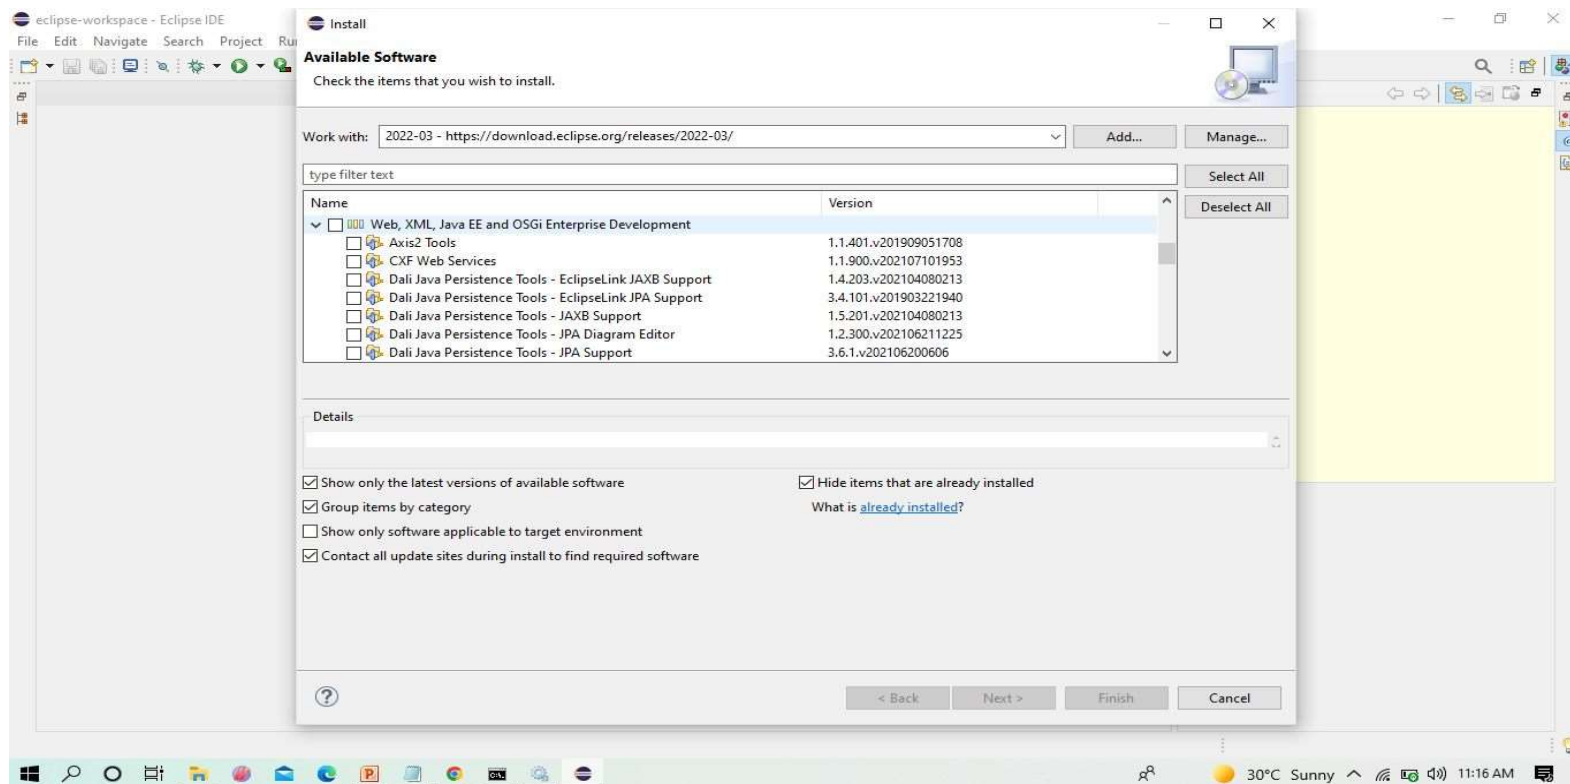 eclipse-workspace - Eclipse IDE
File Edit Navigate Search Project Ru
Install
Available Software
Check the items that you wish to install.
Work with: 2022-03 - https://download.eclipse.org/releases/2022-03/ Add... Manage...
type filter text Select All
Name Version Deselect All
Web, XML, Java EE and OSGi Enterprise Development
Axis2 Tools 1.1.401.v201909051708
CXF Web Services 1.1.900.v202107101953
Dali Java Persistence Tools - EclipseLink JAXB Support 1.4.203.v202104080213
Dali Java Persistence Tools - EclipseLink JPA Support 3.4.101.v201903221940
Dali Java Persistence Tools - JAXB Support 1.5.201.v202104080213
Dali Java Persistence Tools - JPA Diagram Editor 1.2.300.v202106211225
Dali Java Persistence Tools - JPA Support 3.6.1.v202106200606
Details
Show only the latest versions of available software Hide items that are already installed
Group items by category What is already installed?
Show only software applicable to target environment
Contact all update sites during install to find required software
< Back Next > Finish Cancel
30°C Sunny 11:16 AM